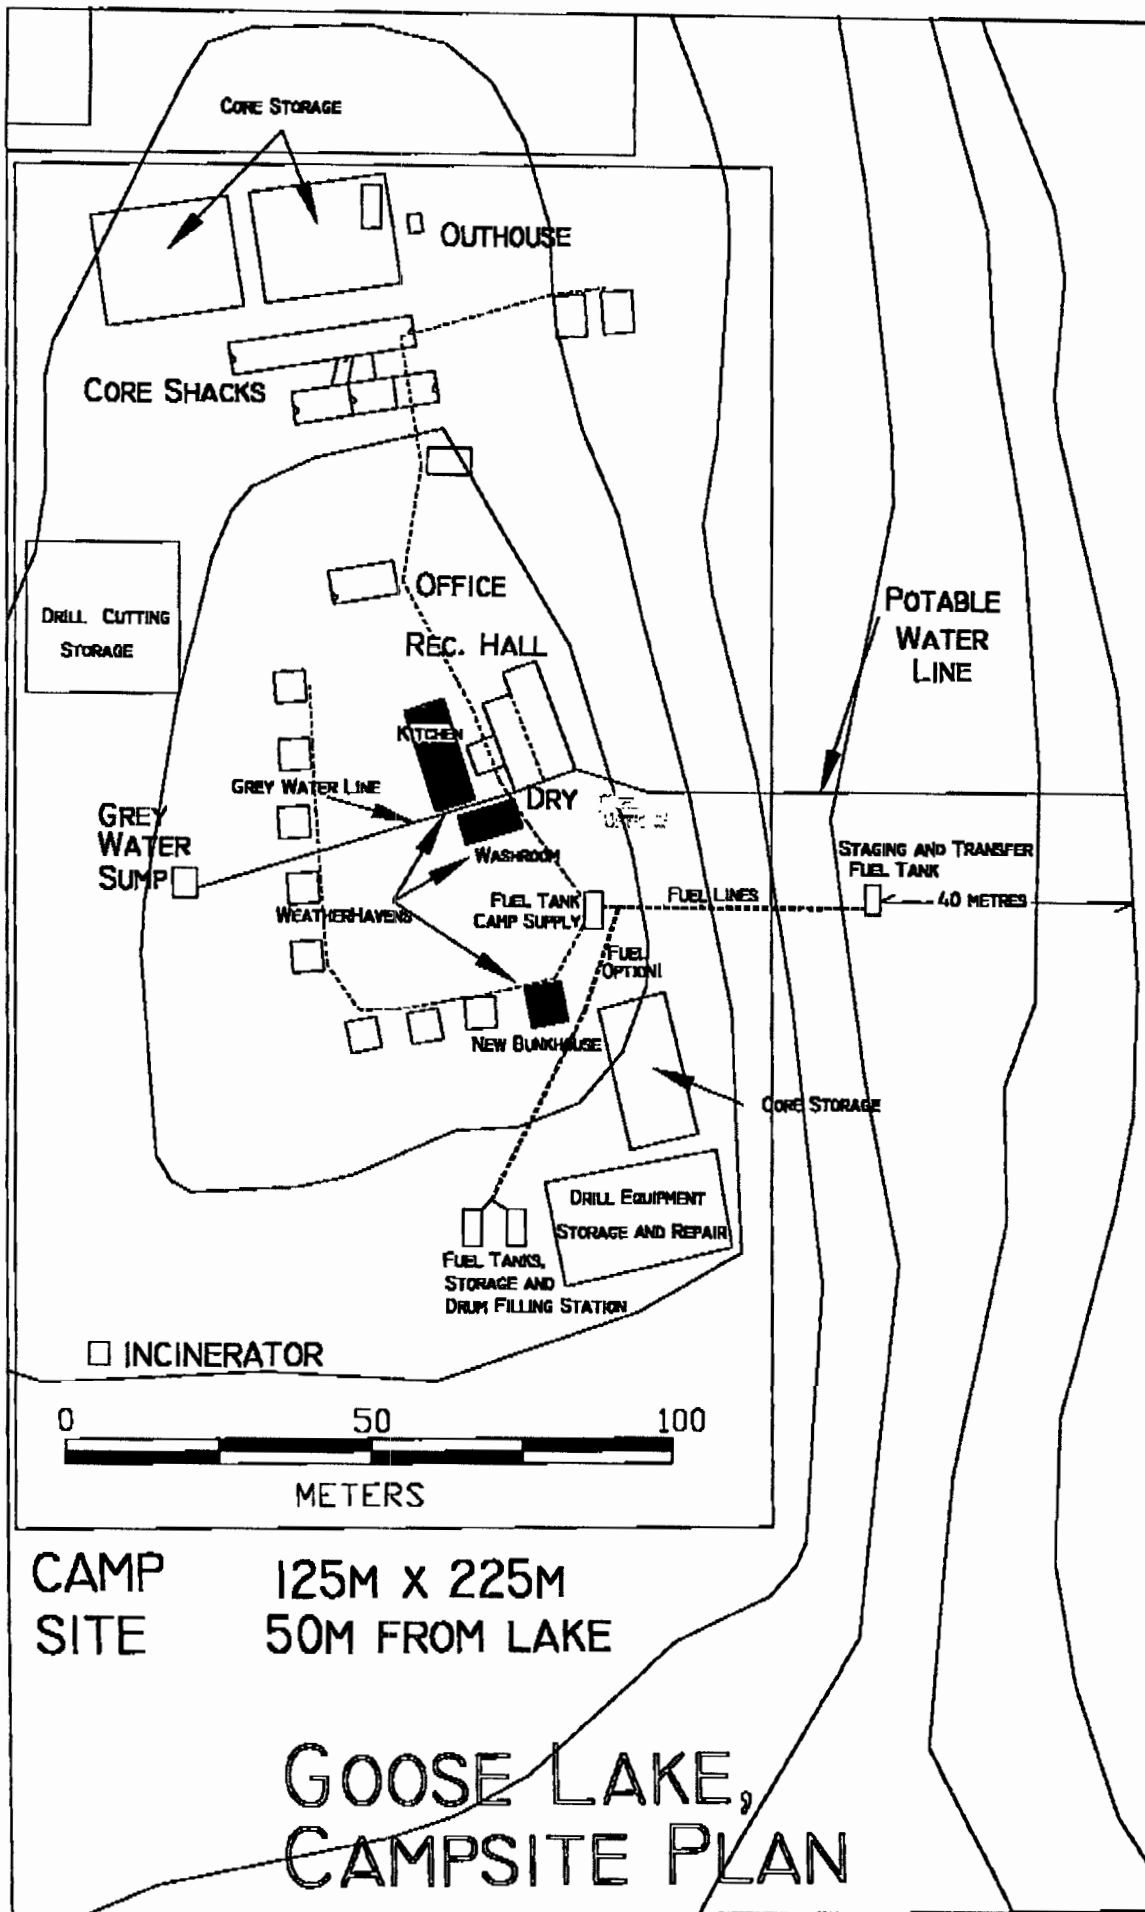 CORE STORAGE
OUTHOUSE
CORE SHACKS
OFFICE
DRILL CUTTING
STORAGE
REC. HALL
POTABLE
WATER
LINE
KITCHEN
GREY WATER LINE
DRY
GREY
WATER
SUMP
WASHROOM
STAGING AND TRANSFER
FUEL TANK
FUEL LINES
40 METRES
FUEL TANK
CAMP SUPPLY
WEATHERHAVENS
FUEL
OPTION1
NEW BUNKHOUSE
CORE STORAGE
DRILL EQUIPMENT
STORAGE AND REPAIR
FUEL TANKS,
STORAGE AND
DRUM FILLING STATION
INCINERATOR
0 50 100
METERS
CAMP 125M X 225M
SITE 50M FROM LAKE
GOOSE LAKE,
CAMPSITE PLAN